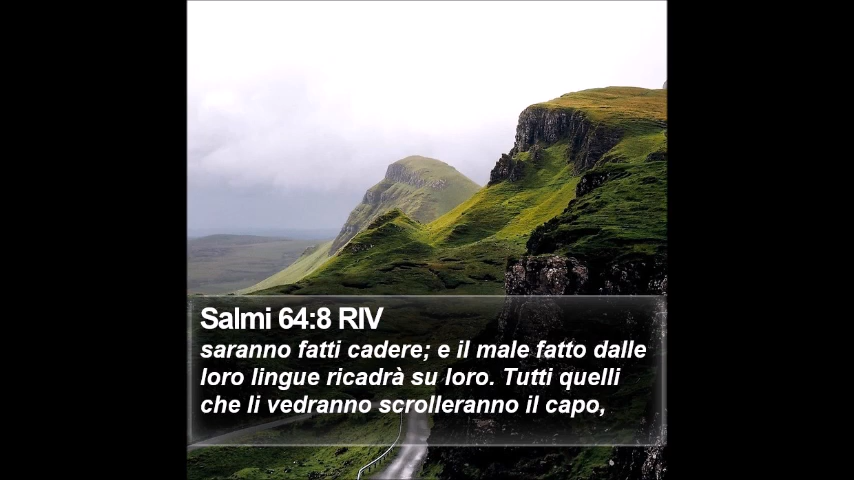 Salmi 64:8 RIV
saranno fatti cadere; e il male fatto dalle
loro lingue ricadrà su loro. Tutti quelli
che li vedranno scrolleranno il capo,